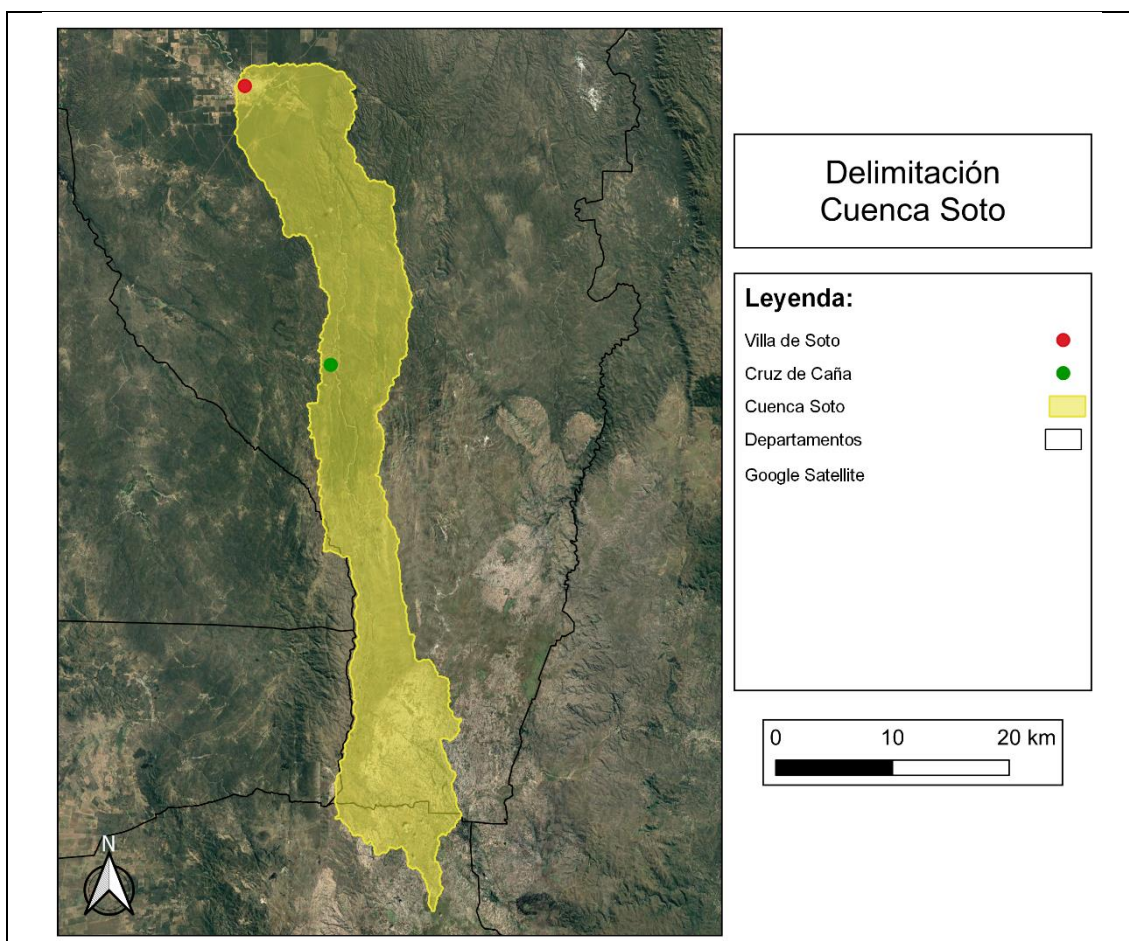 Delimitación
Cuenca Soto
Leyenda:
Villa de Soto
Cruz de Caña
Cuenca Soto
Departamentos
Google Satellite
0 10 20 km
N